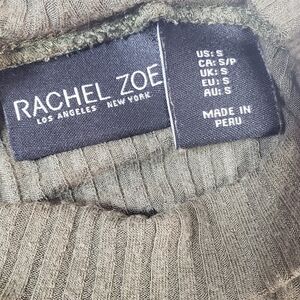 RACHEL ZOE
LOS ANGELES NEW YORK
US: S
CA: S/P
UK: S
EU: S
AU: S
MADE IN
PERU